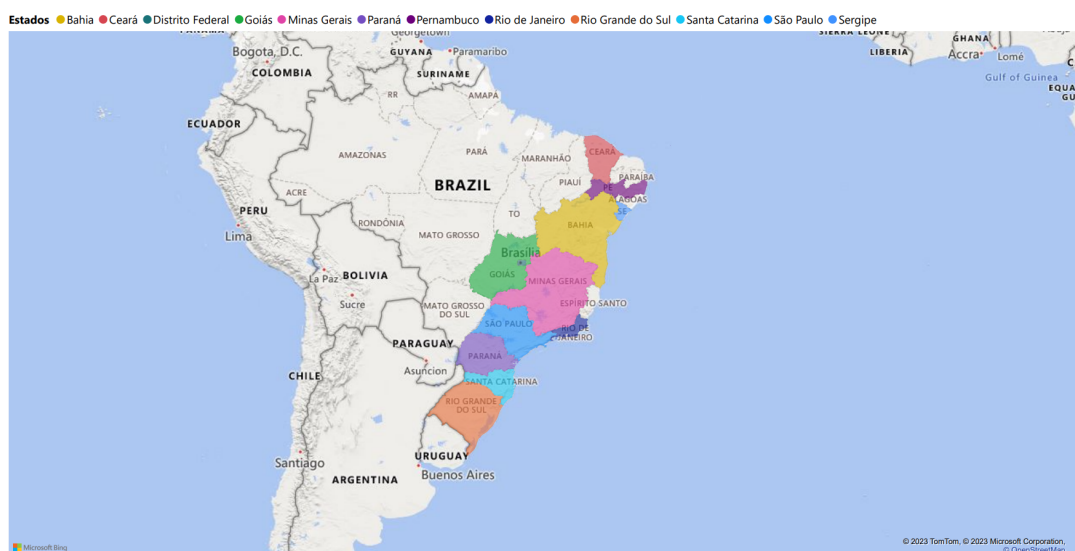 Estados Bahia Ceará Distrito Federal Goiás Minas Gerais Paraná Pernambuco Rio de Janeiro Rio Grande do Sul Santa Catarina São Paulo Sergipe
Georgetown
SIERRA LEONE
GHANA
Bogota, D.C.
GUYANA
Paramaribo
LIBERIA
Accra
Lomé
COLOMBIA
SURINAME
Gulf of Guinea
RR
AMAPÁ
ECUADOR
AMAZONAS
PARÁ
MARANHÃO
CEARÁ
BRAZIL
PIAUÍ
PARAÍBA
PE
ACRE
ALAGOAS
SE
PERU
TO
BAHIA
RONDÔNIA
MATO GROSSO
Lima
Brasília
La Paz
BOLIVIA
GOIÁS
MINAS GERAIS
Sucre
MATO GROSSO
DO SUL
ESPÍRITO SANTO
SÃO PAULO
RIO DE
JANEIRO
PARAGUAY
PARANÁ
Asuncion
CHILE
SANTA CATARINA
RIO GRANDE
DO SUL
URUGUAY
Santiago
Buenos Aires
ARGENTINA
© 2023 TomTom, © 2023 Microsoft Corporation,
© OpenStreetMap
Microsoft Bing